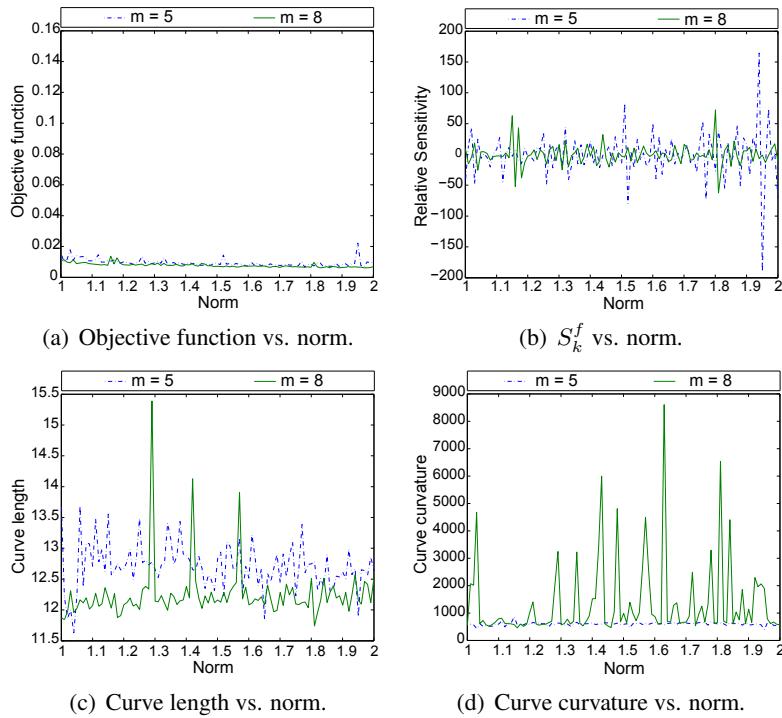 m = 5 m = 8
0.16
0.14
0.12
0.1
0.08
0.06
0.04
0.02
0
Objective function
1 1.1 1.2 1.3 1.4 1.5 1.6 1.7 1.8 1.9 2
Norm
(a) Objective function vs. norm.
m = 5 m = 8
200
150
100
50
0
−50
−100
−150
−200
Relative Sensitivity
1 1.1 1.2 1.3 1.4 1.5 1.6 1.7 1.8 1.9 2
Norm
(b) S_k^f vs. norm.
m = 5 m = 8
15.5
15
14.5
14
13.5
13
12.5
12
11.5
Curve length
1 1.1 1.2 1.3 1.4 1.5 1.6 1.7 1.8 1.9 2
Norm
(c) Curve length vs. norm.
m = 5 m = 8
9000
8000
7000
6000
5000
4000
3000
2000
1000
0
Curve curvature
1 1.1 1.2 1.3 1.4 1.5 1.6 1.7 1.8 1.9 2
Norm
(d) Curve curvature vs. norm.